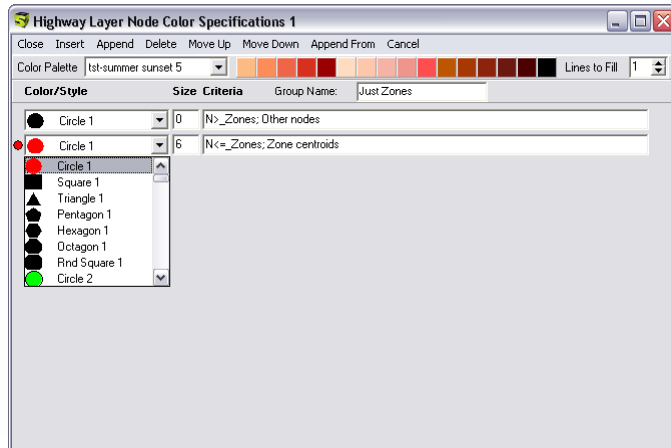 Highway Layer Node Color Specifications 1
Close Insert Append Delete Move Up Move Down Append From Cancel
Color Palette tst-summer sunset 5 Lines to Fill 1
Color/Style Size Criteria Group Name: Just Zones
Circle 1 0 N>_Zones; Other nodes
Circle 1 6 N<=_Zones; Zone centroids
Circle 1
Square 1
Triangle 1
Pentagon 1
Hexagon 1
Octagon 1
Rnd Square 1
Circle 2